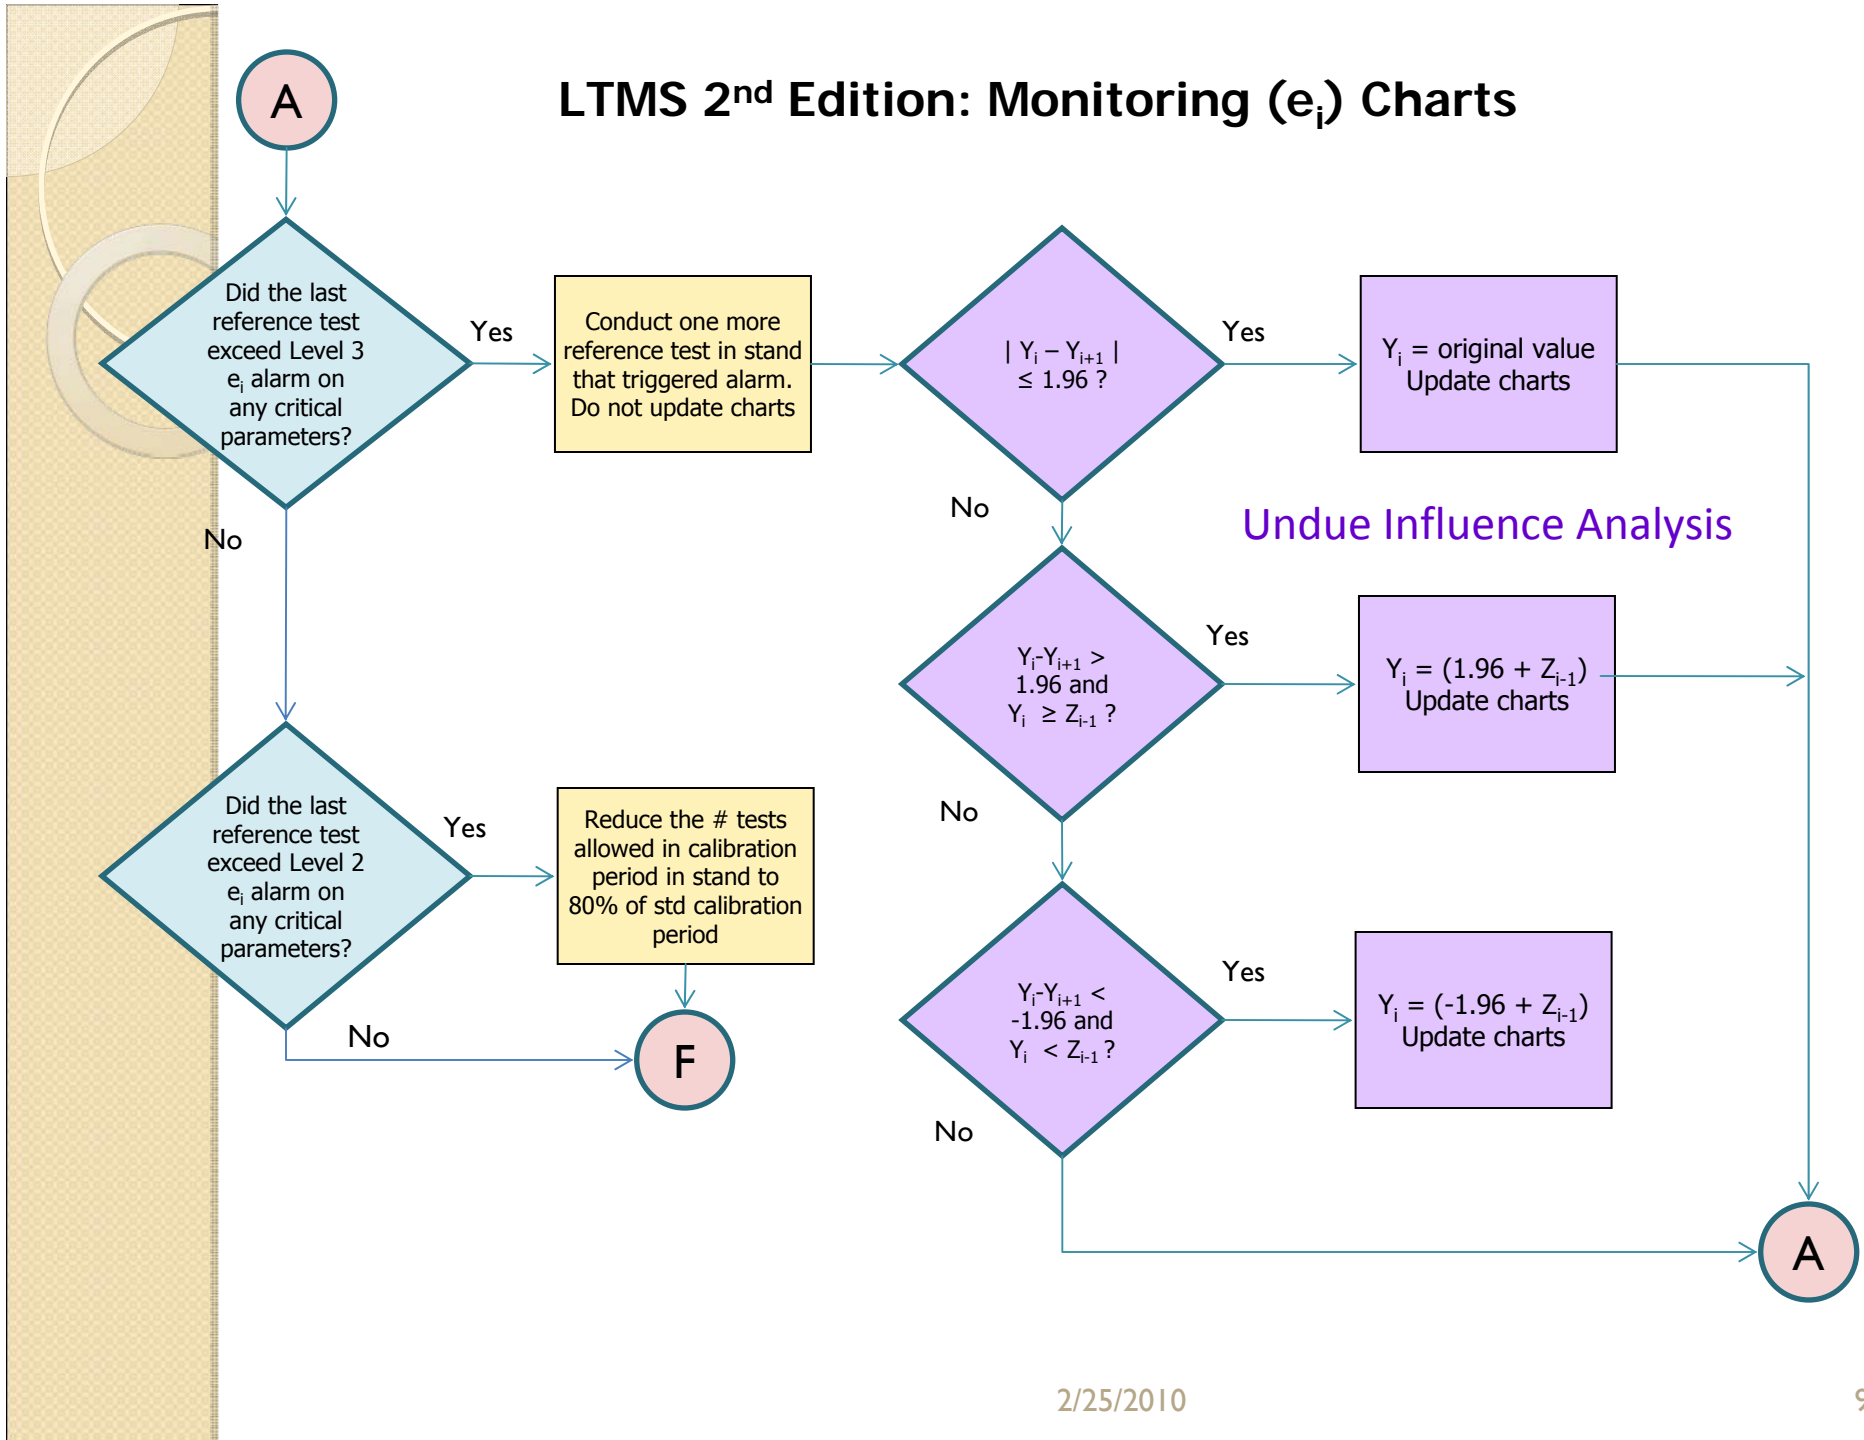 LTMS 2nd Edition: Monitoring (ei) Charts
A
Did the last
reference test
exceed Level 3
ei alarm on
any critical
parameters?
Yes
Conduct one more
reference test in stand
that triggered alarm.
Do not update charts
| Yi – Yi+1 |
≤ 1.96 ?
Yes
Yi = original value
Update charts
No
No
Undue Influence Analysis
Yi-Yi+1 >
1.96 and
Yi ≥ Zi-1 ?
Yes
Yi = (1.96 + Zi-1)
Update charts
No
Did the last
reference test
exceed Level 2
ei alarm on
any critical
parameters?
Yes
Reduce the # tests
allowed in calibration
period in stand to
80% of std calibration
period
No
F
Yi-Yi+1 <
-1.96 and
Yi < Zi-1 ?
Yes
Yi = (-1.96 + Zi-1)
Update charts
No
A
2/25/2010
9